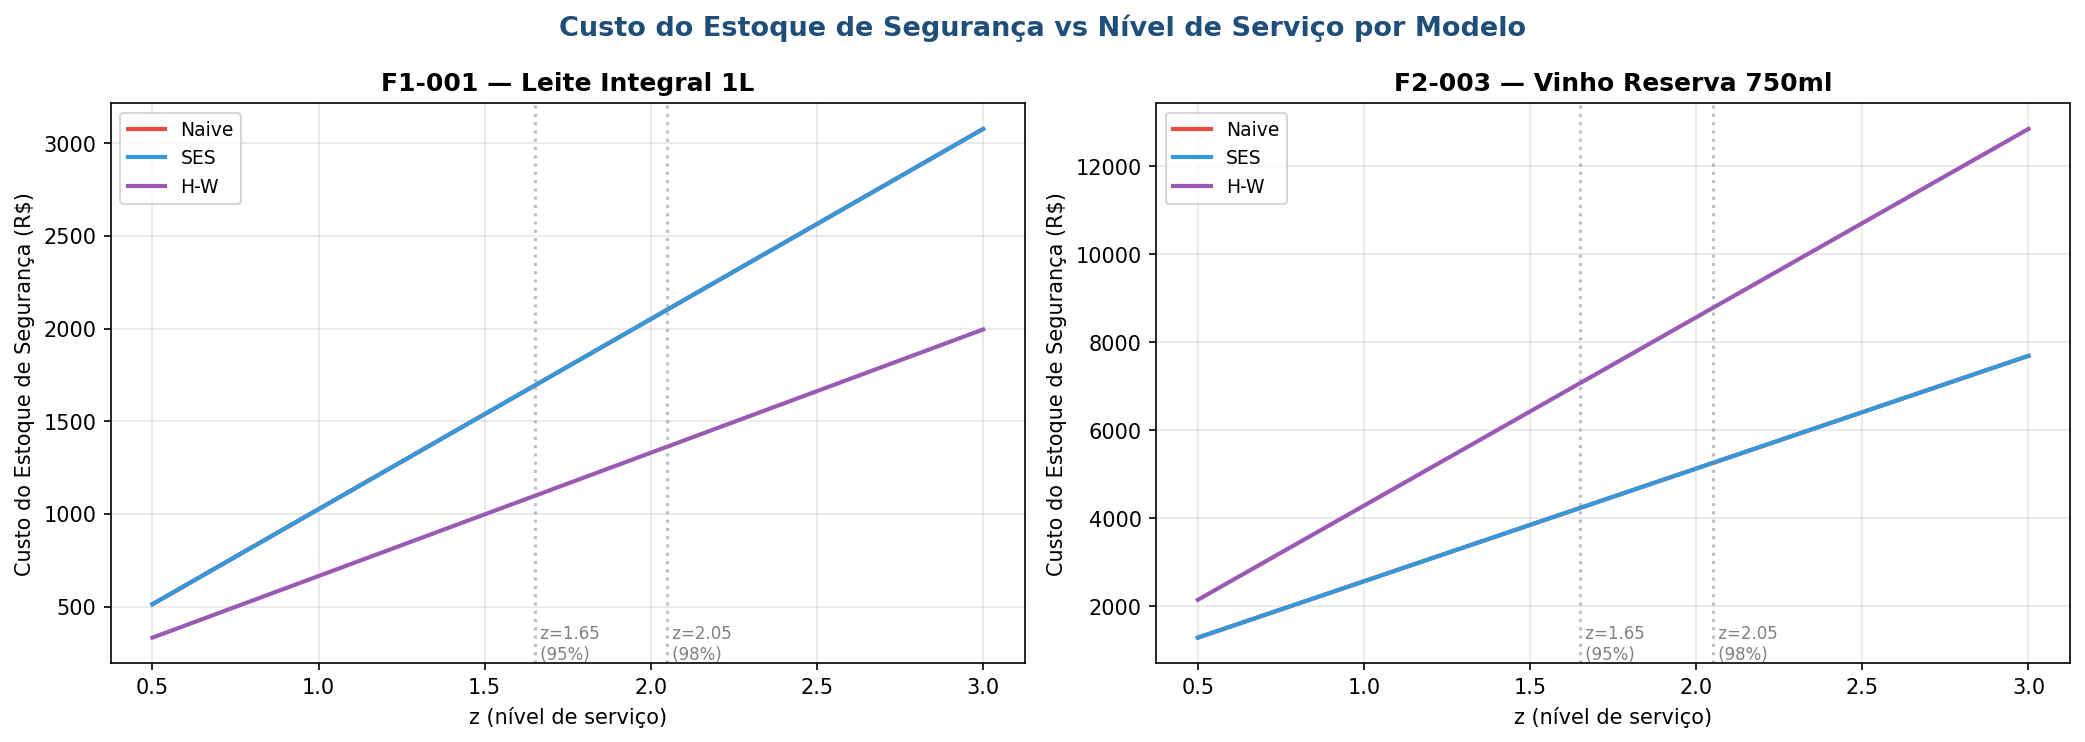 Custo do Estoque de Segurança vs Nível de Serviço por Modelo
F1-001 — Leite Integral 1L
Naive
SES
H-W
Custo do Estoque de Segurança (R$)
3000
2500
2000
1500
1000
500
z=1.65
(95%)
z=2.05
(98%)
0.5 1.0 1.5 2.0 2.5 3.0
z (nível de serviço)
F2-003 — Vinho Reserva 750ml
Naive
SES
H-W
Custo do Estoque de Segurança (R$)
12000
10000
8000
6000
4000
2000
z=1.65
(95%)
z=2.05
(98%)
0.5 1.0 1.5 2.0 2.5 3.0
z (nível de serviço)